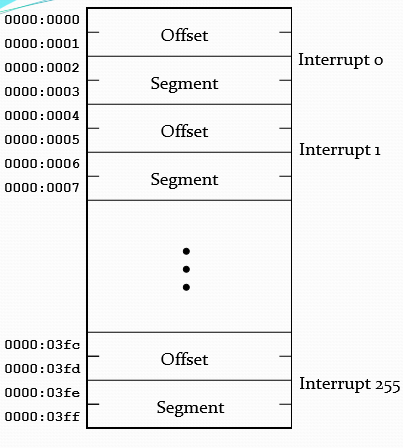 0000:0000
Offset
0000:0001
Interrupt 0
0000:0002
Segment
0000:0003
0000:0004
Offset
0000:0005
Interrupt 1
0000:0006
Segment
0000:0007
0000:03fc
Offset
0000:03fd
Interrupt 255
0000:03fe
Segment
0000:03ff